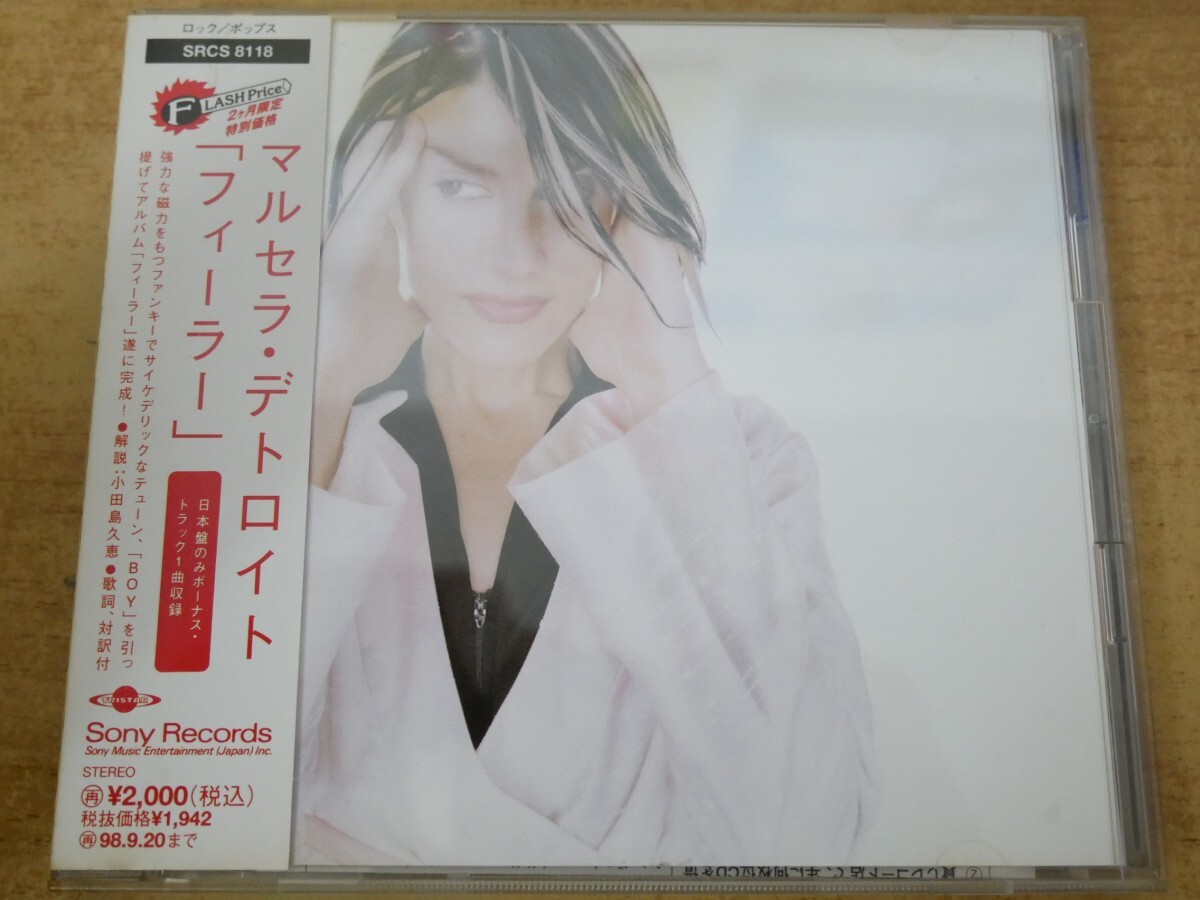 ロック／ポップス
SRCS 8118
FLASH Price
2ヶ月限定
特別価格
マルセラ・デトロイト
「フィーラー」
強力な磁力をもつファンキーでサイケデリックなテューン、「BOY」を引っ
提げてアルバム「フィーラー」遂に完成！●解説：小田島久恵●歌詞、対訳付
日本盤のみボーナス・
トラック1曲収録
TRISTAR
Sony Records
Sony Music Entertainment (Japan) Inc.
STEREO
再 ¥2,000(税込)
税抜価格¥1,942
再 98.9.20まで